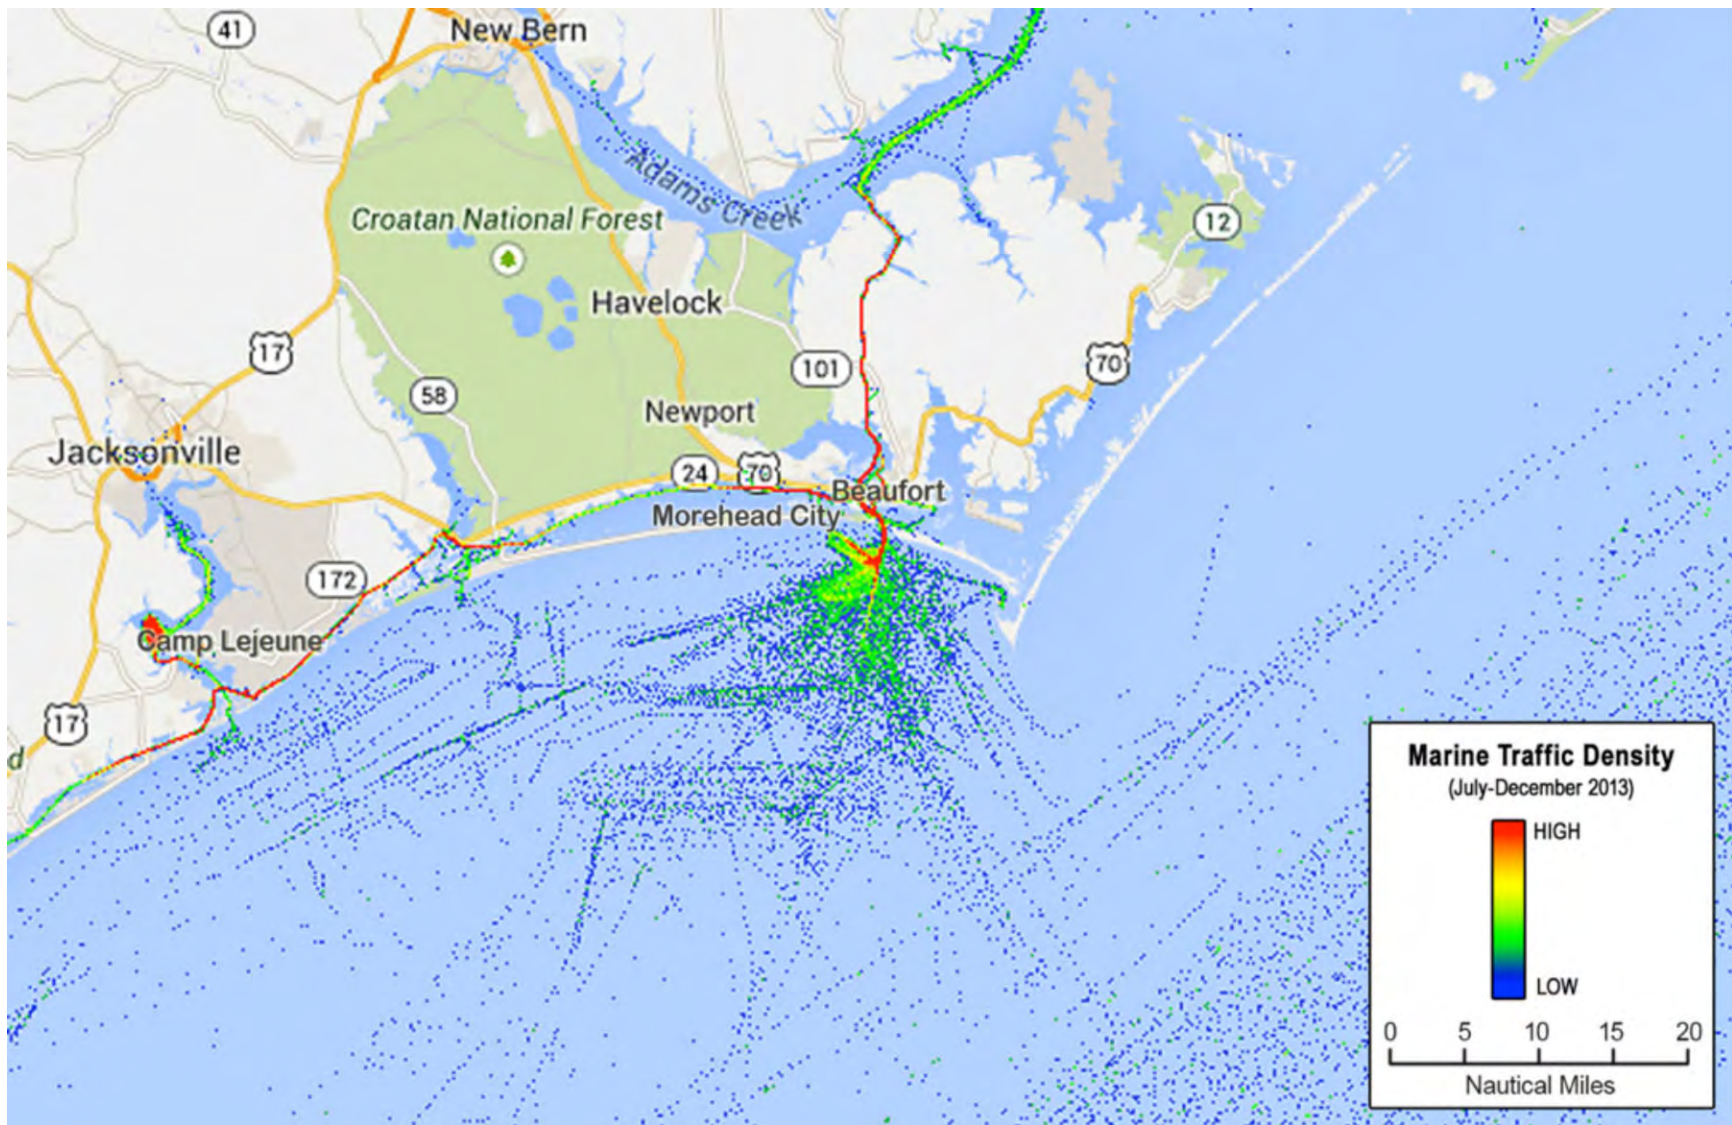 41
New Bern
Adams Creek
Croatan National Forest
12
Havelock
17
101
70
58
Newport
Jacksonville
24
70
Beaufort
Morehead City
172
Camp Lejeune
17
d
Marine Traffic Density
(July-December 2013)
HIGH
LOW
0 5 10 15 20
Nautical Miles